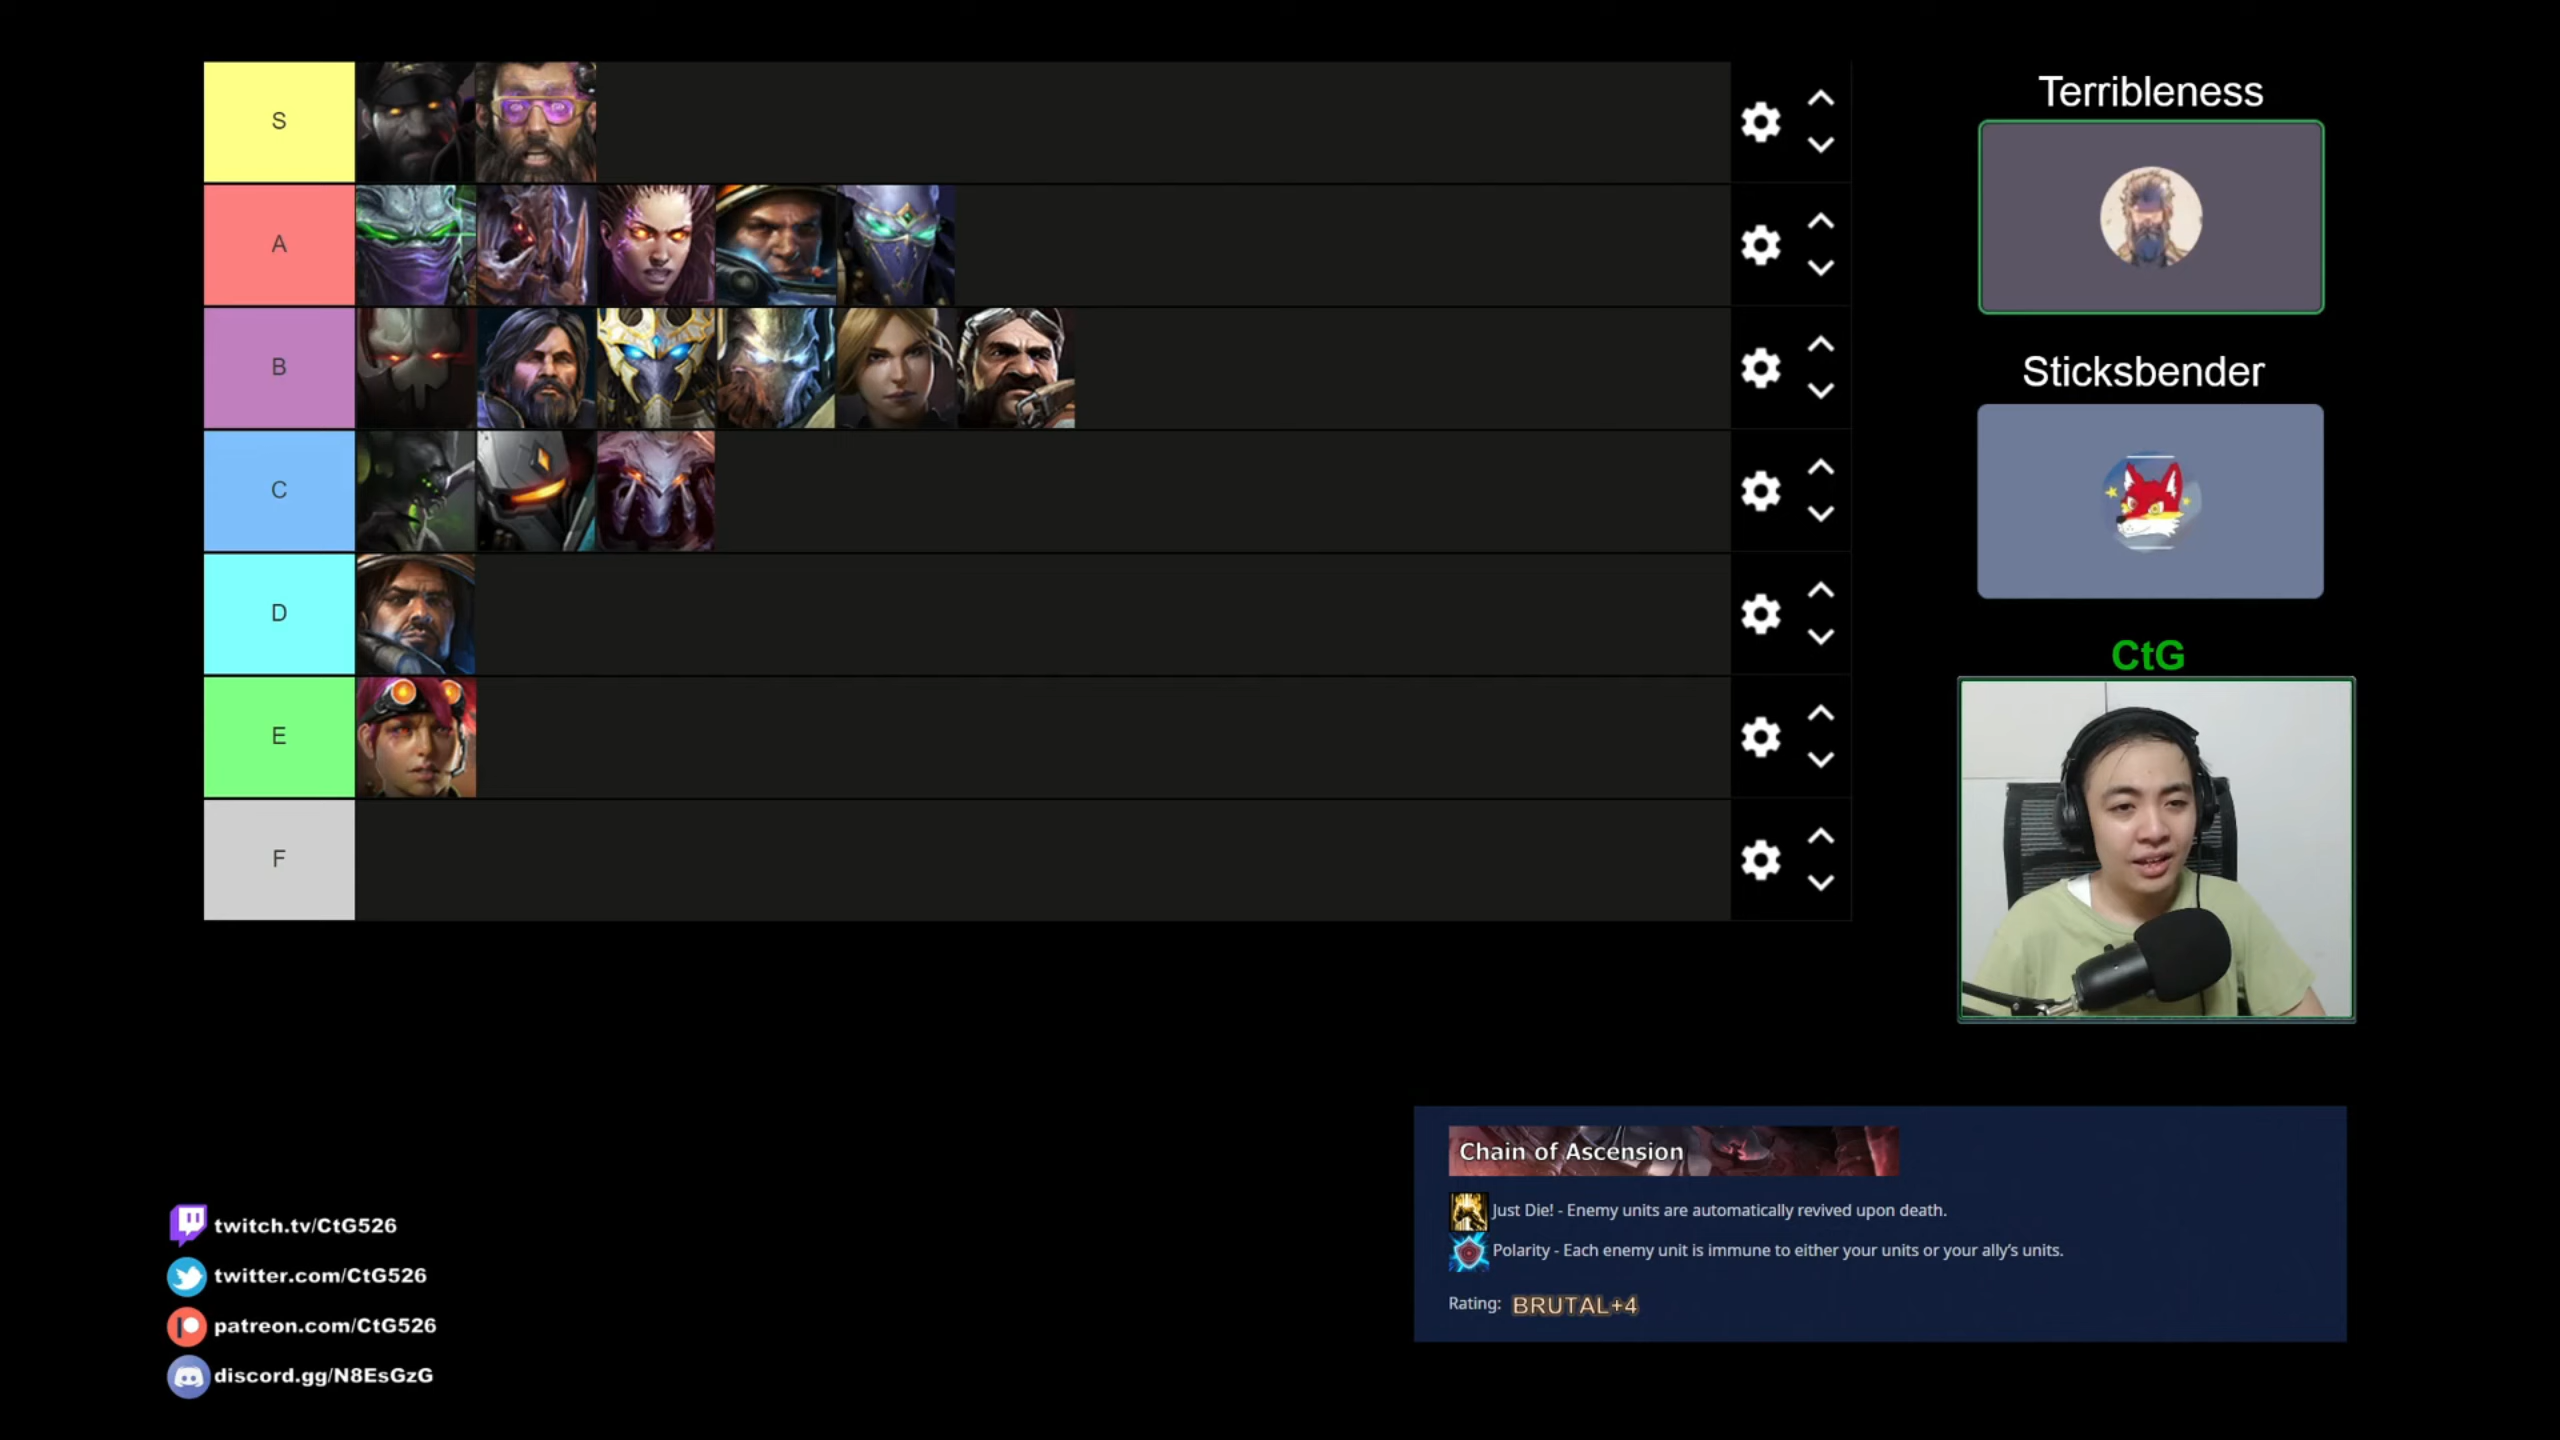 S
A
B
C
D
E
F
Terribleness
Sticksbender
CtG
Chain of Ascension
Just Die! - Enemy units are automatically revived upon death.
Polarity - Each enemy unit is immune to either your units or your ally's units.
Rating: BRUTAL+4
twitch.tv/CtG526
twitter.com/CtG526
patreon.com/CtG526
discord.gg/N8EsGzG